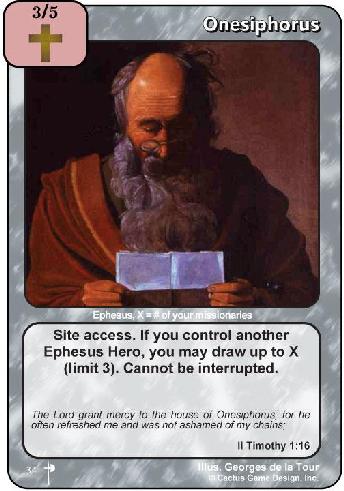 3/5
Onesiphorus
Ephesus, X = # of your missionaries
Site access. If you control another
Ephesus Hero, you may draw up to X
(limit 3). Cannot be interrupted.
The Lord grant mercy to the house of Onesiphorus, for he
often refreshed me and was not ashamed of my chains;
II Timothy 1:16
Illus. Georges de la Tour
© Cactus Game Design, Inc.